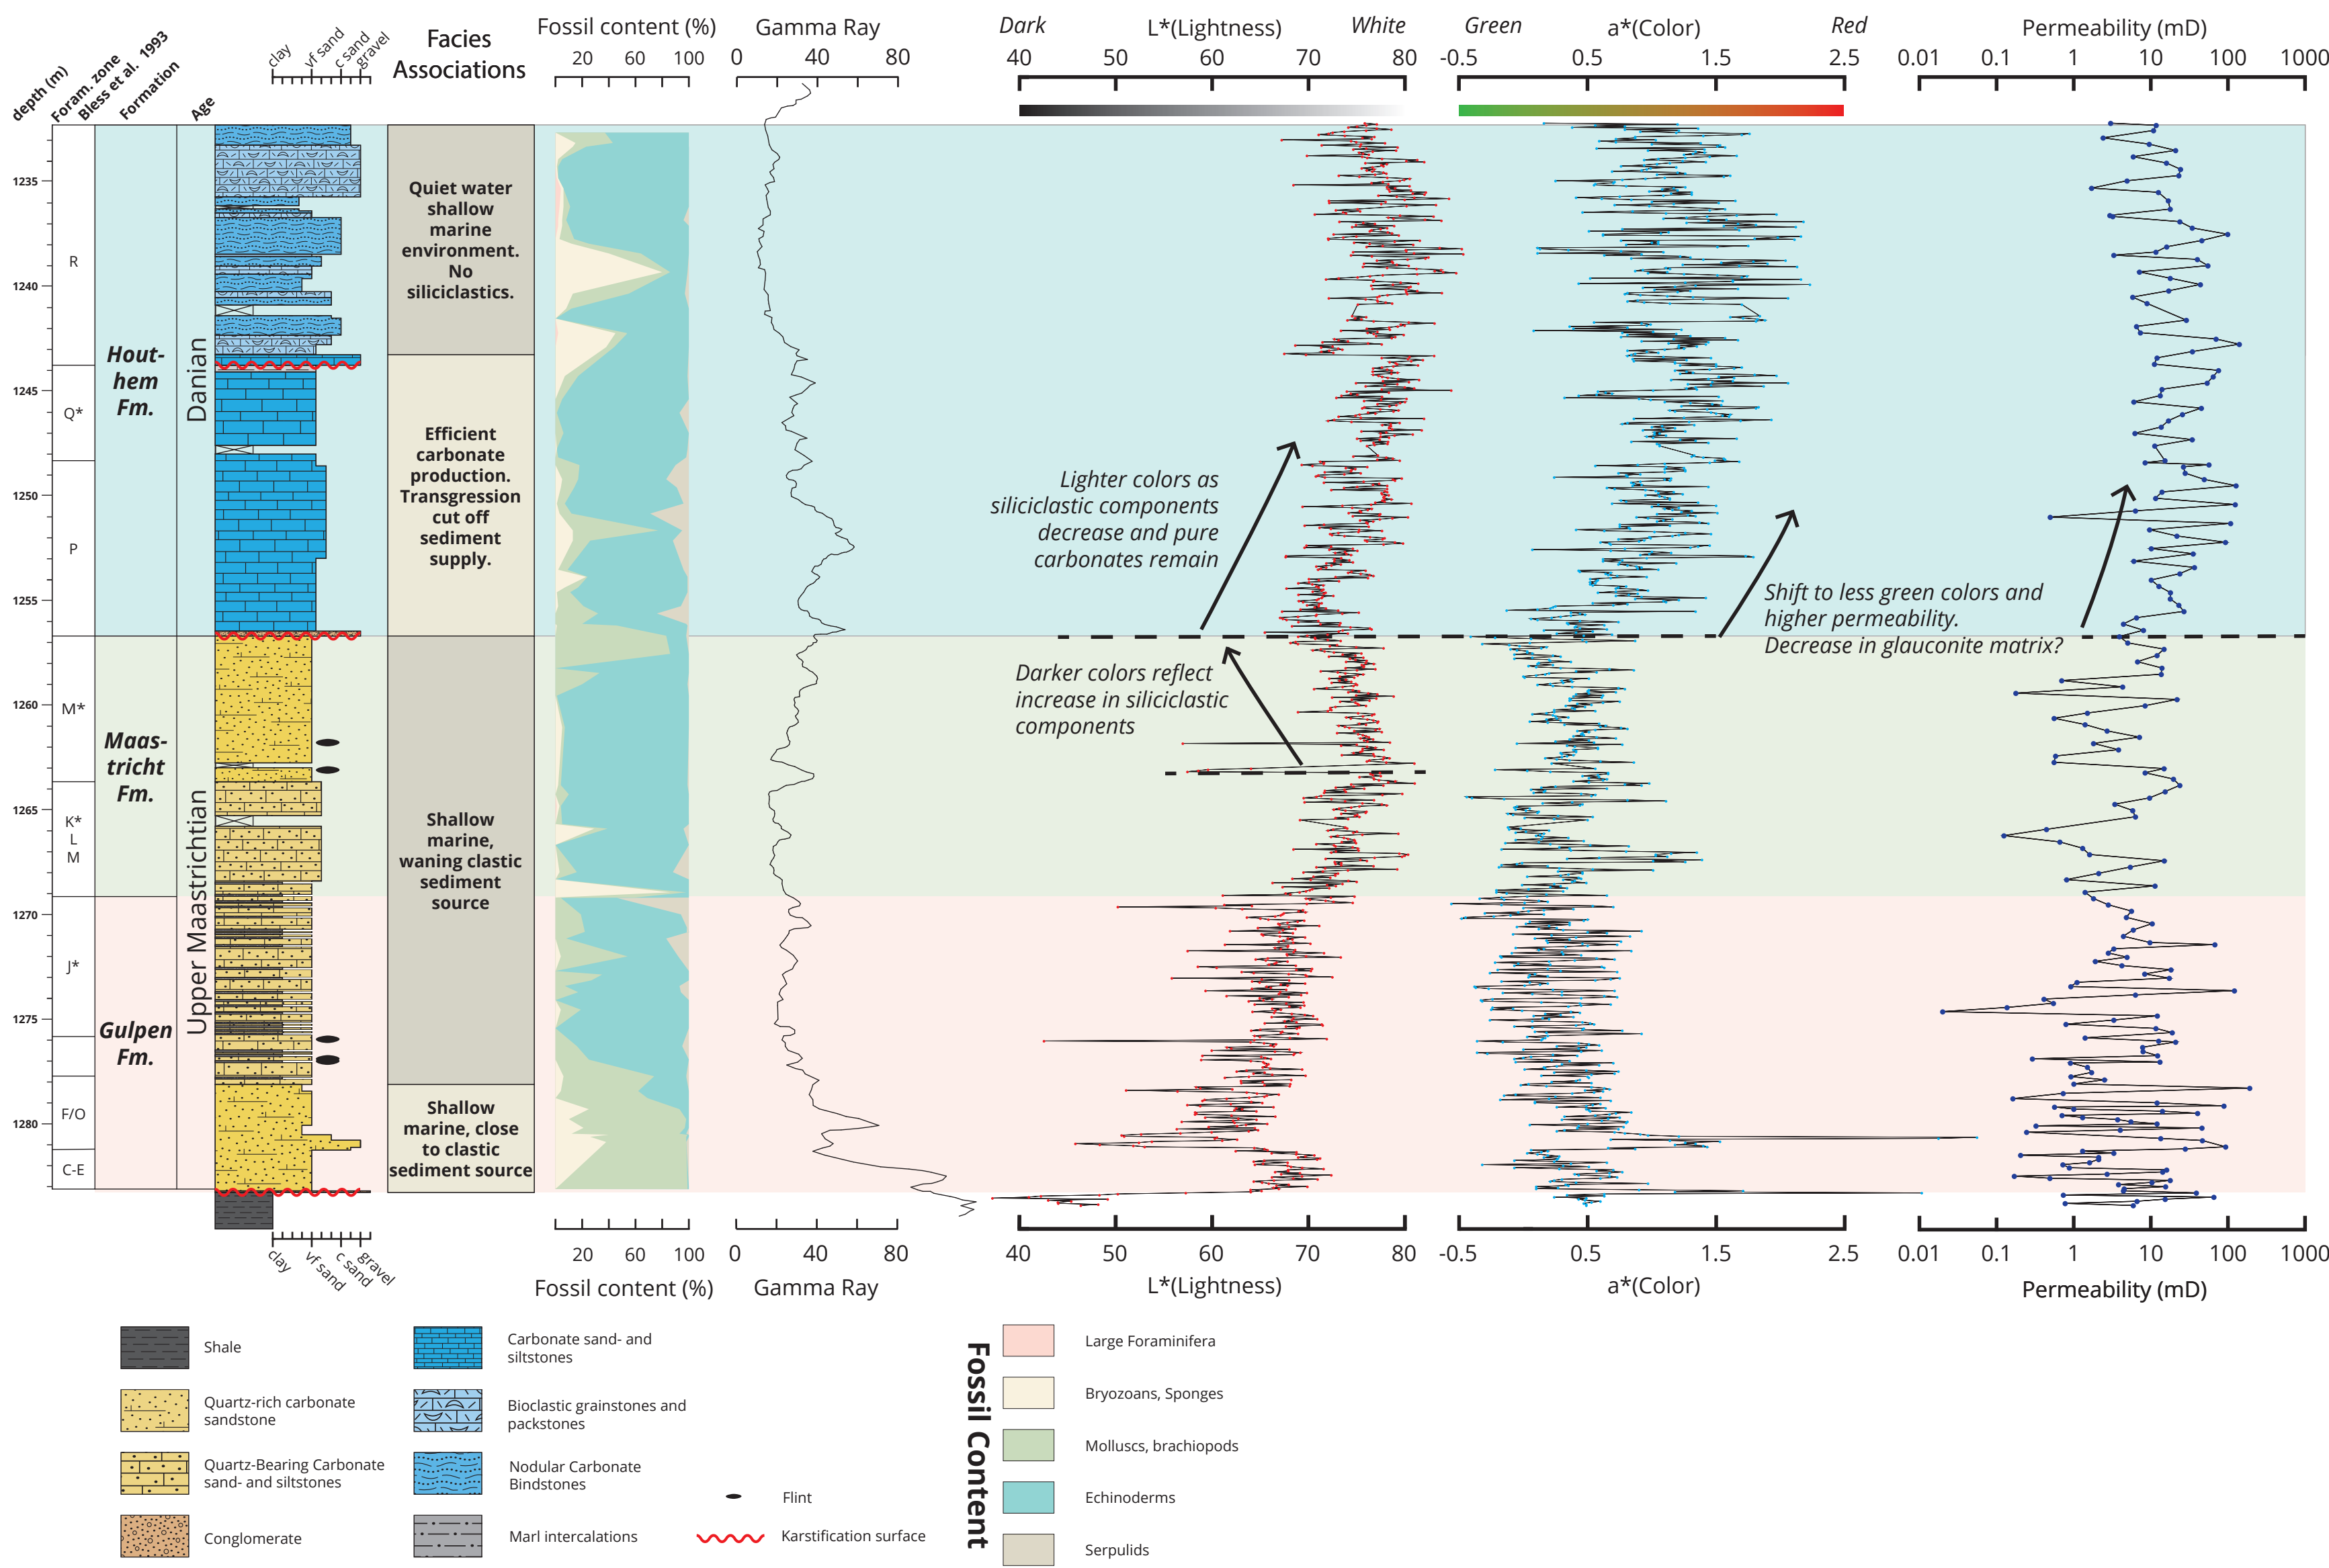 depth (m)
Foram. zone
Bless et al. 1993
Formation
Age
clay
vf sand
c sand
gravel
Facies
Associations
Fossil content (%)
20 60 100
Gamma Ray
0 40 80
Dark L*(Lightness) White
40 50 60 70 80
Green a*(Color) Red
-0.5 0.5 1.5 2.5
Permeability (mD)
0.01 0.1 1 10 100 1000
1235
1240
1245
1250
1255
1260
1265
1270
1275
1280
R
Q*
P
M*
K*
L
M
J*
F/O
C-E
Hout-
hem
Fm.
Maas-
tricht
Fm.
Gulpen
Fm.
Danian
Upper Maastrichtian
Quiet water
shallow
marine
environment.
No
siliciclastics.
Efficient
carbonate
production.
Transgression
cut off
sediment
supply.
Shallow
marine,
waning clastic
sediment
source
Shallow
marine, close
to clastic
sediment source
Lighter colors as
siliciclastic components
decrease and pure
carbonates remain
Darker colors reflect
increase in siliciclastic
components
Shift to less green colors and
higher permeability.
Decrease in glauconite matrix?
clay
vf sand
c sand
gravel
20 60 100
Fossil content (%)
0 40 80
Gamma Ray
40 50 60 70 80
L*(Lightness)
-0.5 0.5 1.5 2.5
a*(Color)
0.01 0.1 1 10 100 1000
Permeability (mD)
Shale
Quartz-rich carbonate
sandstone
Quartz-Bearing Carbonate
sand- and siltstones
Conglomerate
Carbonate sand- and
siltstones
Bioclastic grainstones and
packstones
Nodular Carbonate
Bindstones
Marl intercalations
Flint
Karstification surface
Fossil Content
Large Foraminifera
Bryozoans, Sponges
Molluscs, brachiopods
Echinoderms
Serpulids